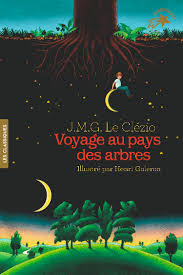 J.M.G. Le Clézio
Voyage au pays
des arbres
Illustré par Henri Galeron
LES CLASSIQUES